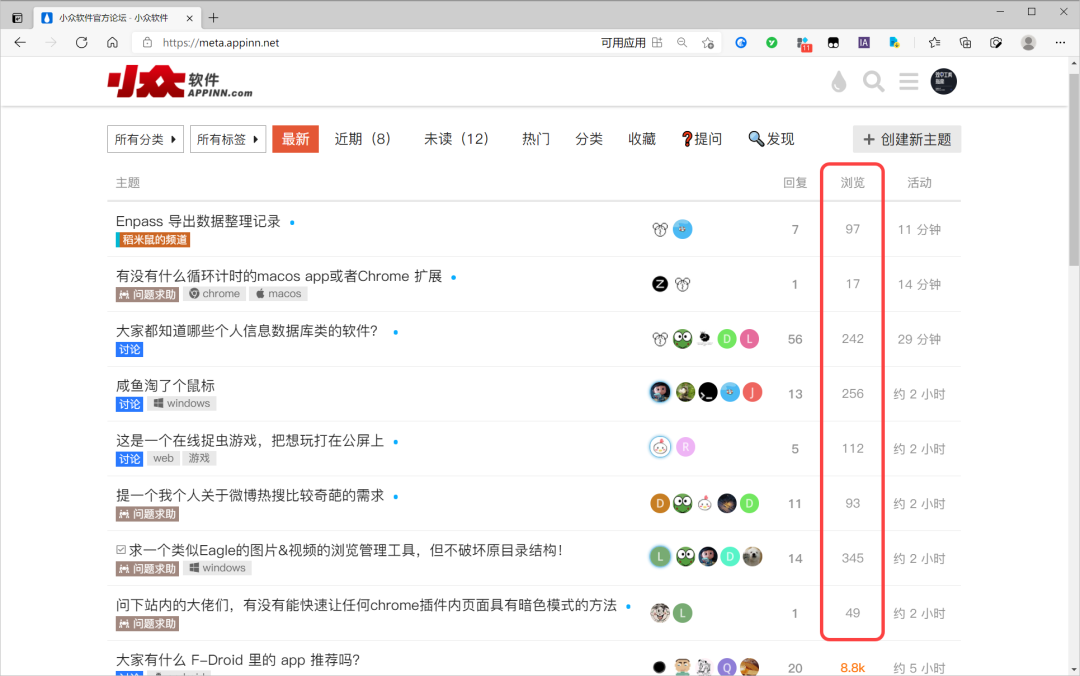 小众软件官方论坛 - 小众软件
https://meta.appinn.net
可用应用
11
IA
小众软件
APPINN.com
所有分类
所有标签
最新
近期（8）
未读（12）
热门
分类
收藏
❓提问
🔍发现
+ 创建新主题
主题 回复 浏览 活动
Enpass 导出数据整理记录
7 97 11 分钟
稻米鼠的频道
有没有什么循环计时的macos app或者Chrome 扩展
Z
1 17 14 分钟
问题求助 chrome macos
大家都知道哪些个人信息数据库类的软件？
D L
56 242 29 分钟
讨论
咸鱼淘了个鼠标
J
13 256 约 2 小时
讨论 windows
这是一个在线捉虫游戏，把想玩打在公屏上
R
5 112 约 2 小时
讨论 web 游戏
提一个我个人关于微博热搜比较奇葩的需求
D D
11 93 约 2 小时
问题求助
☑求一个类似Eagle的图片&视频的浏览管理工具，但不破坏原目录结构！
L D
14 345 约 2 小时
问题求助 windows
问下站内的大佬们，有没有能快速让任何chrome插件内页面具有暗色模式的方法
L
1 49 约 2 小时
问题求助
大家有什么 F-Droid 里的 app 推荐吗？
Q
20 8.8k 约 5 小时